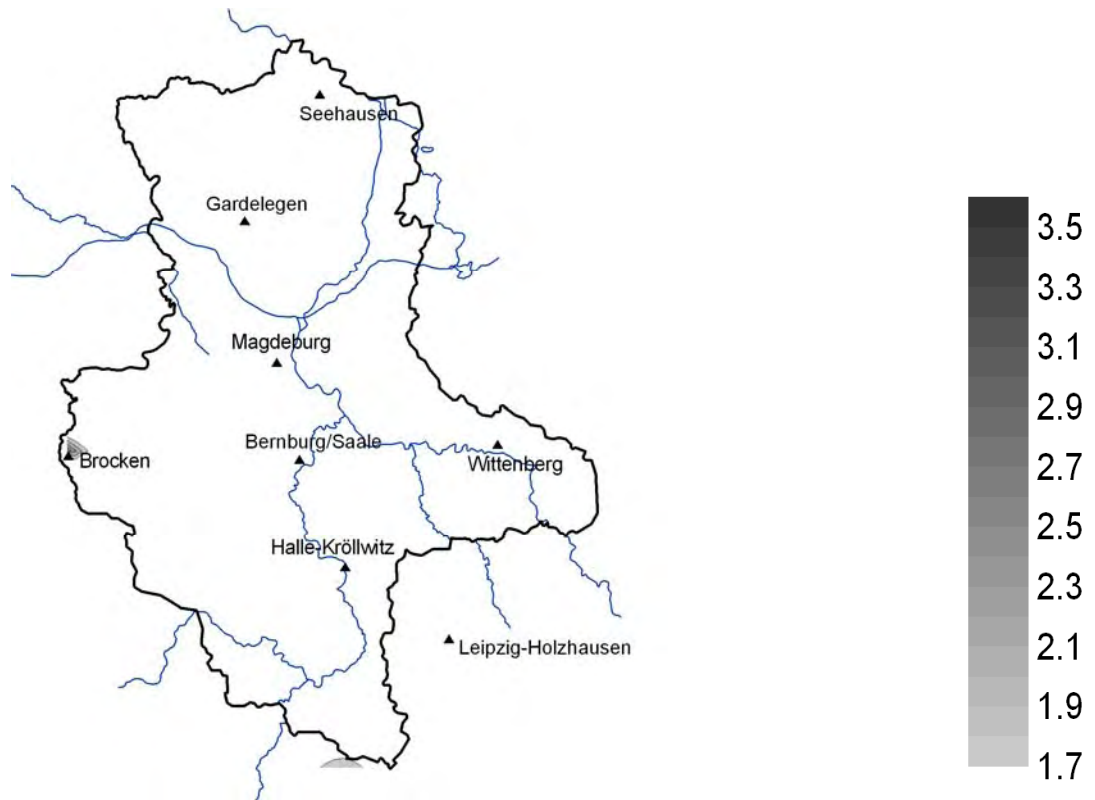 Seehausen
Gardelegen
Magdeburg
Bernburg/Saale
Brocken
Wittenberg
Halle-Kröllwitz
Leipzig-Holzhausen
3.5
3.3
3.1
2.9
2.7
2.5
2.3
2.1
1.9
1.7